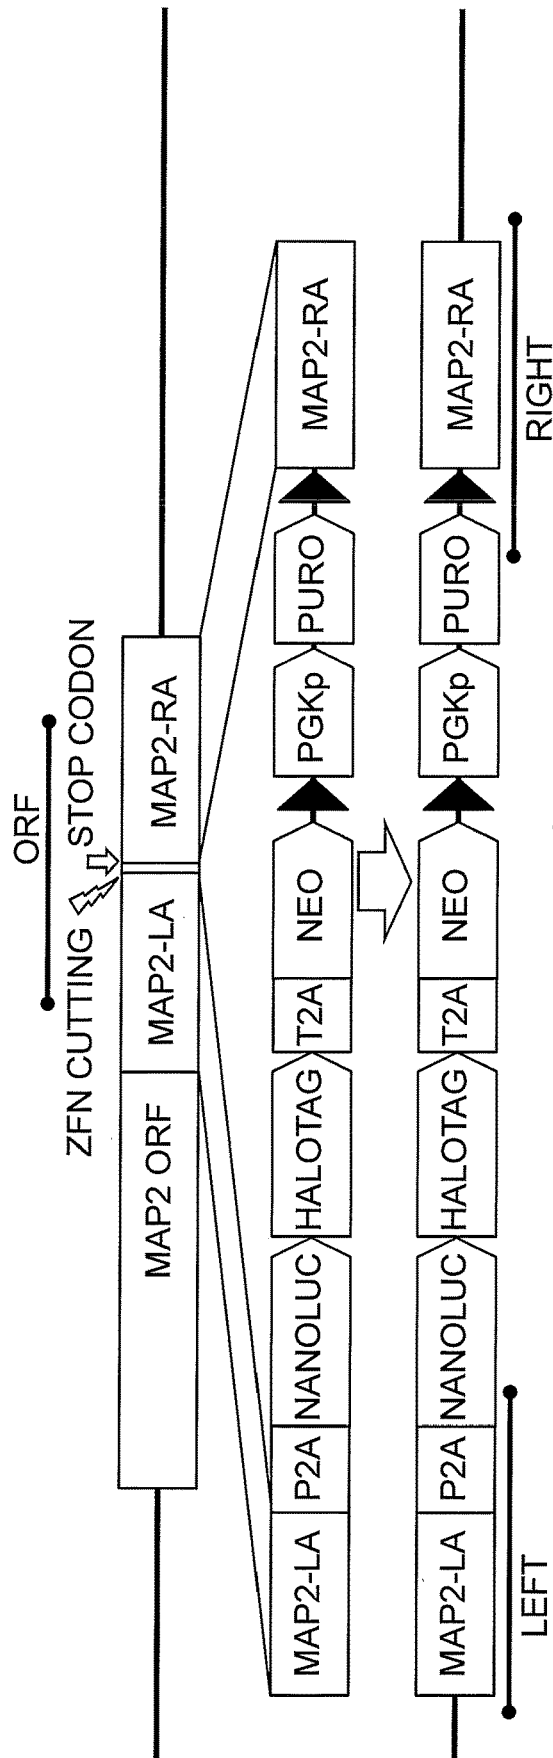 ORF
ZFN CUTTING STOP CODON
MAP2 ORF MAP2-LA MAP2-RA
MAP2-LA P2A NANOLUC HALOTAG T2A NEO PGKp PURO MAP2-RA
MAP2-LA P2A NANOLUC HALOTAG T2A NEO PGKp PURO MAP2-RA
LEFT RIGHT